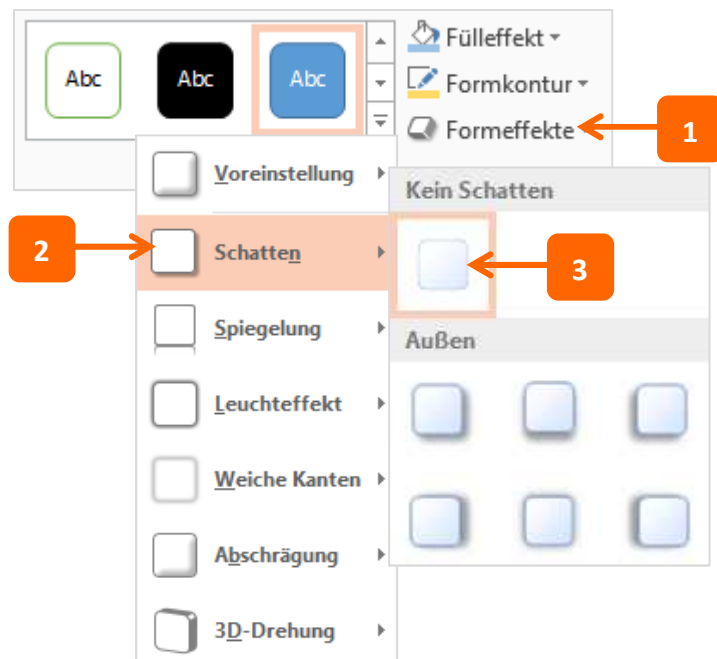 Abc Abc Abc
Fülleffekt
Formkontur
Formeffekte
1
Voreinstellung
2
Schatten
Spiegelung
Leuchteffekt
Weiche Kanten
Abschrägung
3D-Drehung
Kein Schatten
3
Außen